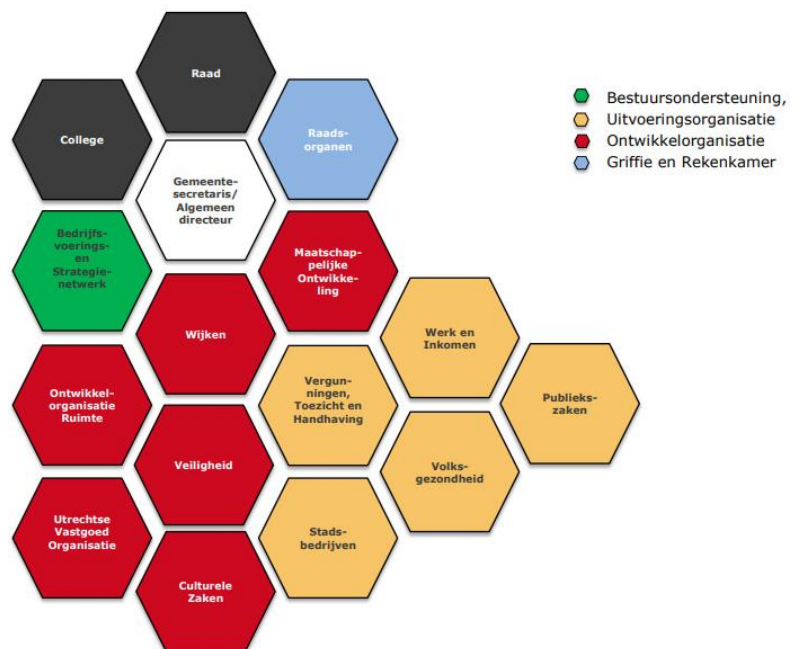 Raad
College
Raads-
organen
Gemeente-
secretaris/
Algemeen
directeur
Bedrijfs-
voerings-
en
Strategie-
netwerk
Maatschap-
pelijke
Ontwikke-
ling
Wijken
Werk en
Inkomen
Ontwikkel-
organisatie
Ruimte
Vergun-
ningen,
Toezicht en
Handhaving
Publieks-
zaken
Veiligheid
Volks-
gezondheid
Utrechtse
Vastgoed
Organisatie
Stads-
bedrijven
Culturele
Zaken
Bestuursondersteuning,
Uitvoeringsorganisatie
Ontwikkelorganisatie
Griffie en Rekenkamer